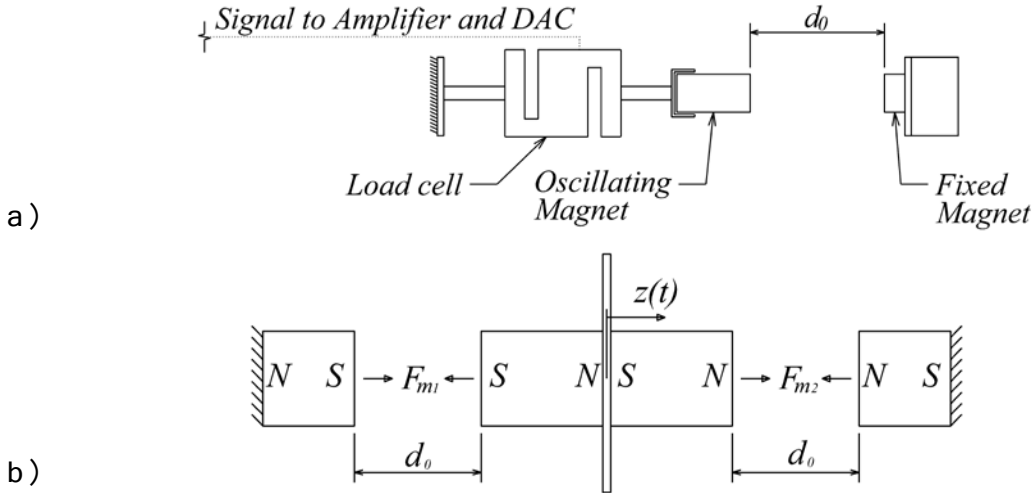 Signal to Amplifier and DAC
d₀
Load cell
Oscillating
Magnet
Fixed
Magnet
a)
z(t)
N S Fₘ₁ S N S N Fₘ₂ N S
d₀ d₀
b)